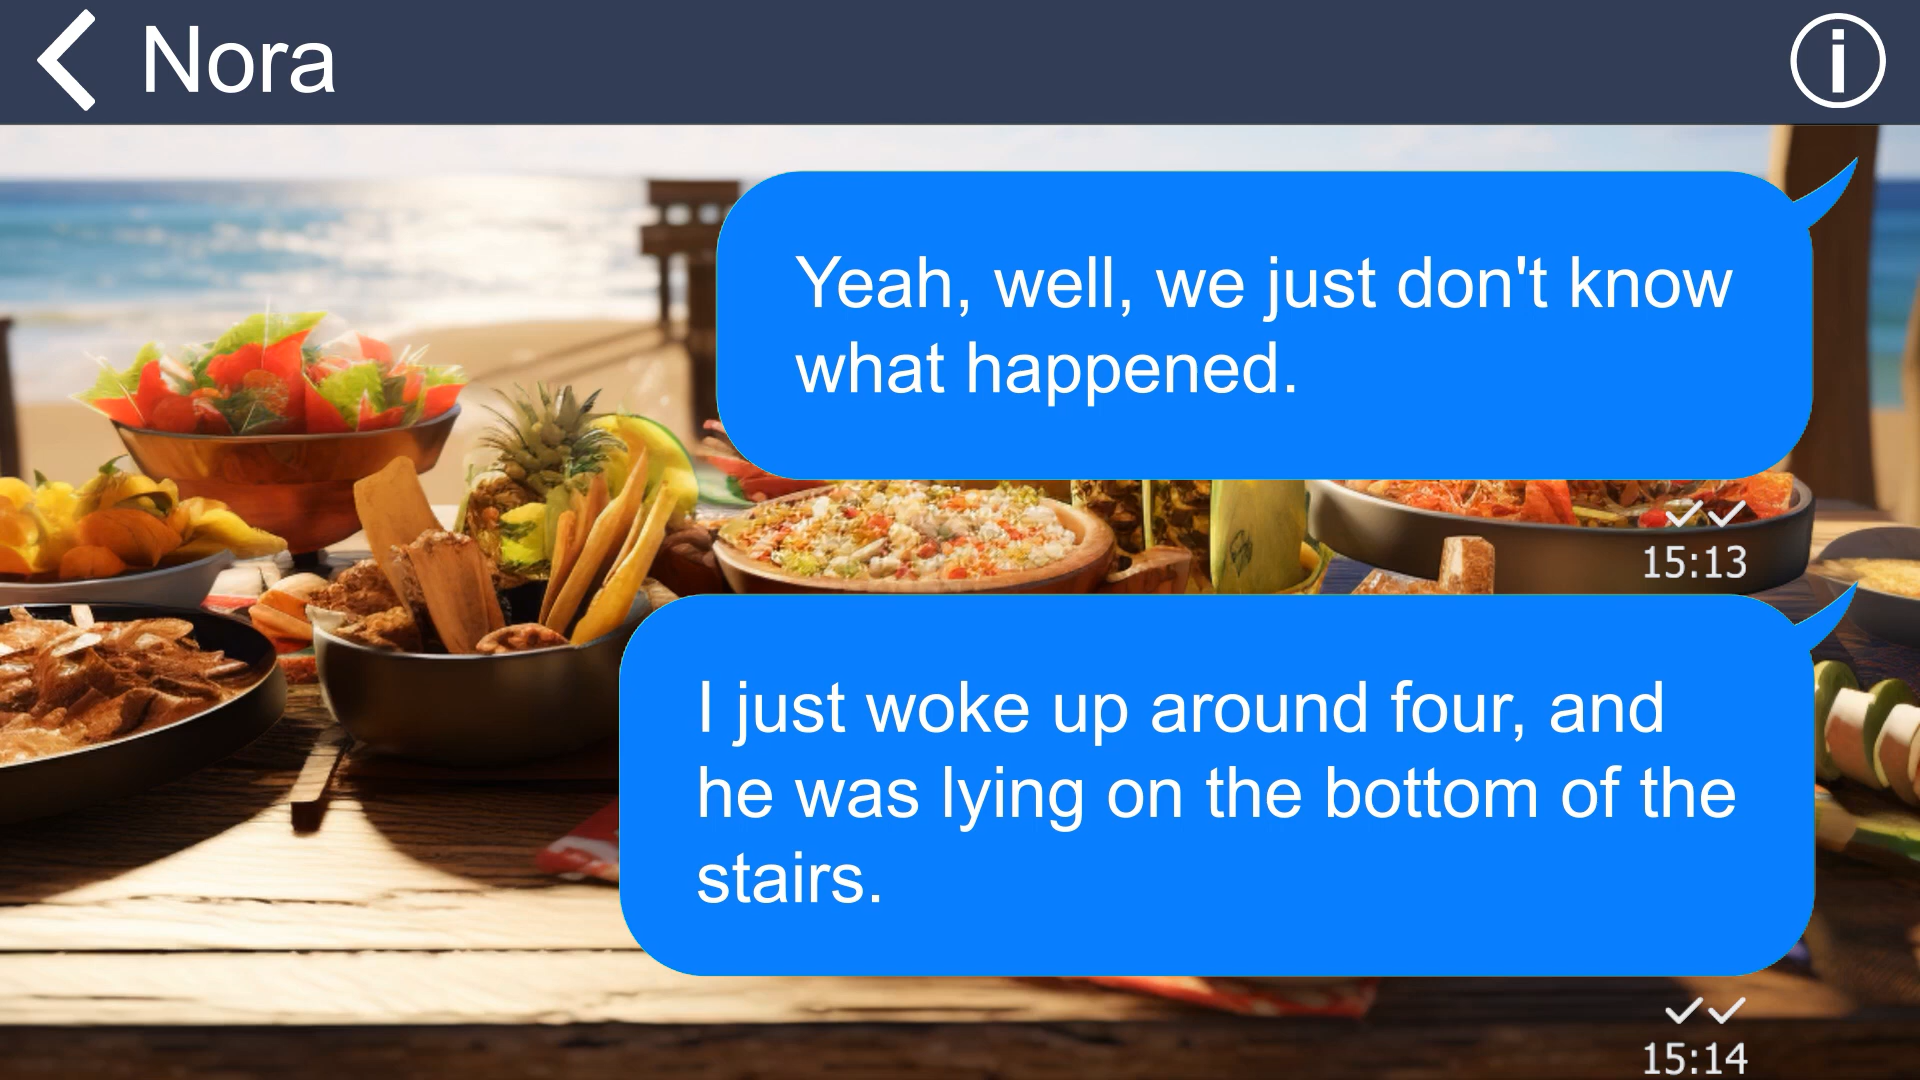 Nora
Yeah, well, we just don't know
what happened.
15:13
I just woke up around four, and
he was lying on the bottom of the
stairs.
15:14